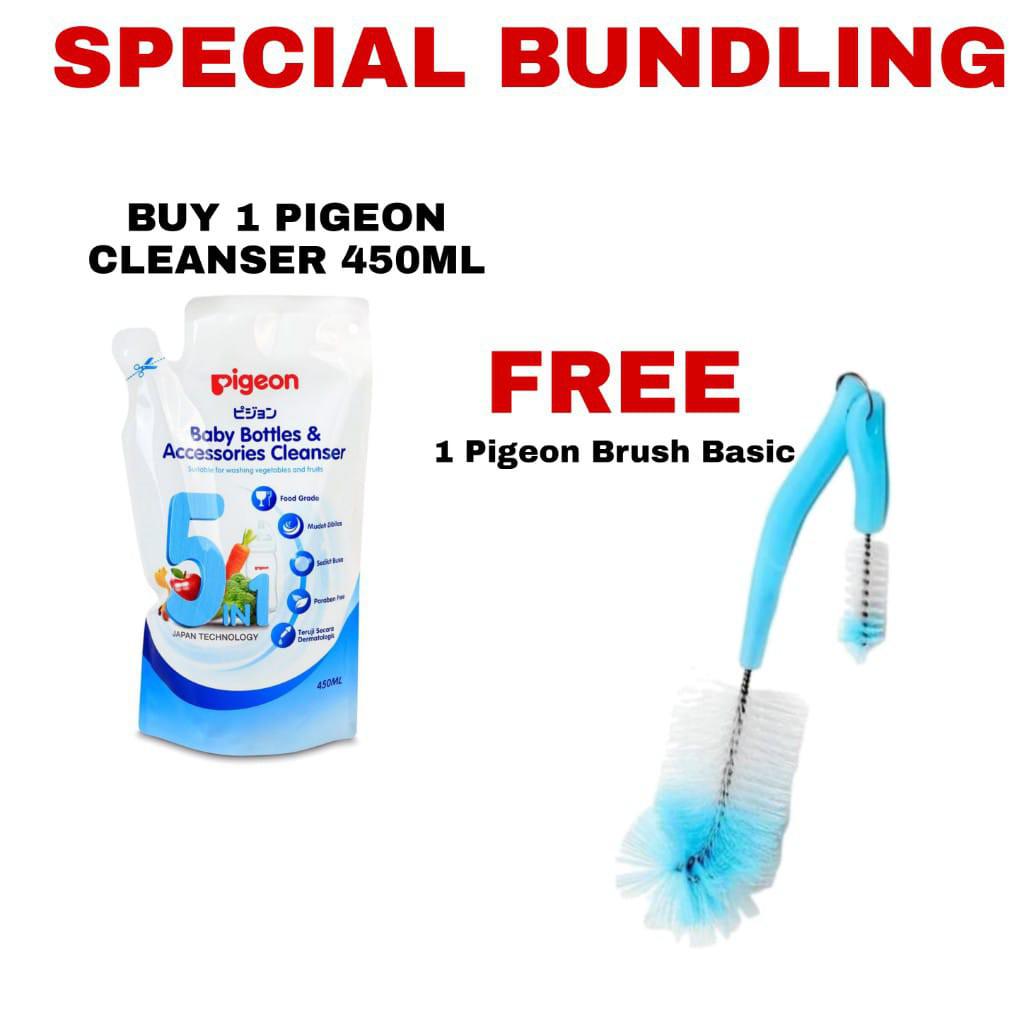 SPECIAL BUNDLING
BUY 1 PIGEON
CLEANSER 450ML
FREE
1 Pigeon Brush Basic
pigeon
ピジョン
Baby Bottles &
Accessories Cleanser
Suitable for washing vegetables and fruits
5 IN 1
JAPAN TECHNOLOGY
Food Grade
Mudah Dibilas
Sedikit Busa
Paraben Free
Teruji Secara
Dermatologis
pigeon
450ML